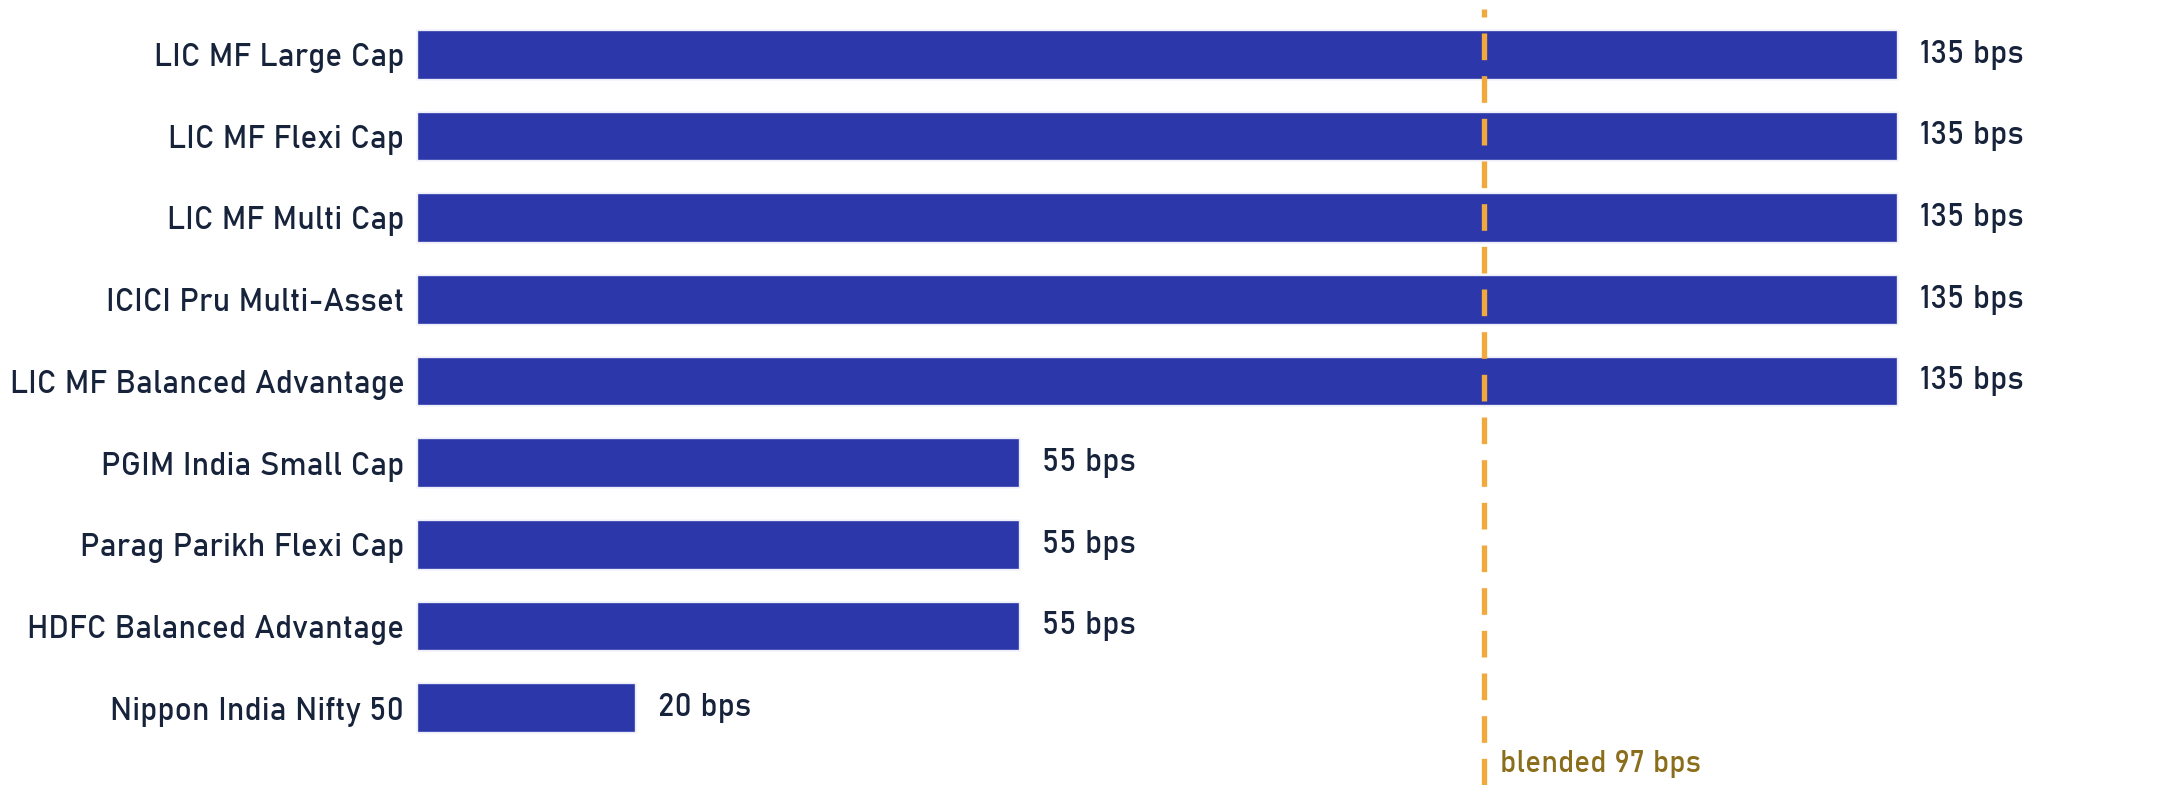 LIC MF Large Cap 135 bps
LIC MF Flexi Cap 135 bps
LIC MF Multi Cap 135 bps
ICICI Pru Multi-Asset 135 bps
LIC MF Balanced Advantage 135 bps
PGIM India Small Cap 55 bps
Parag Parikh Flexi Cap 55 bps
HDFC Balanced Advantage 55 bps
Nippon India Nifty 50 20 bps
blended 97 bps